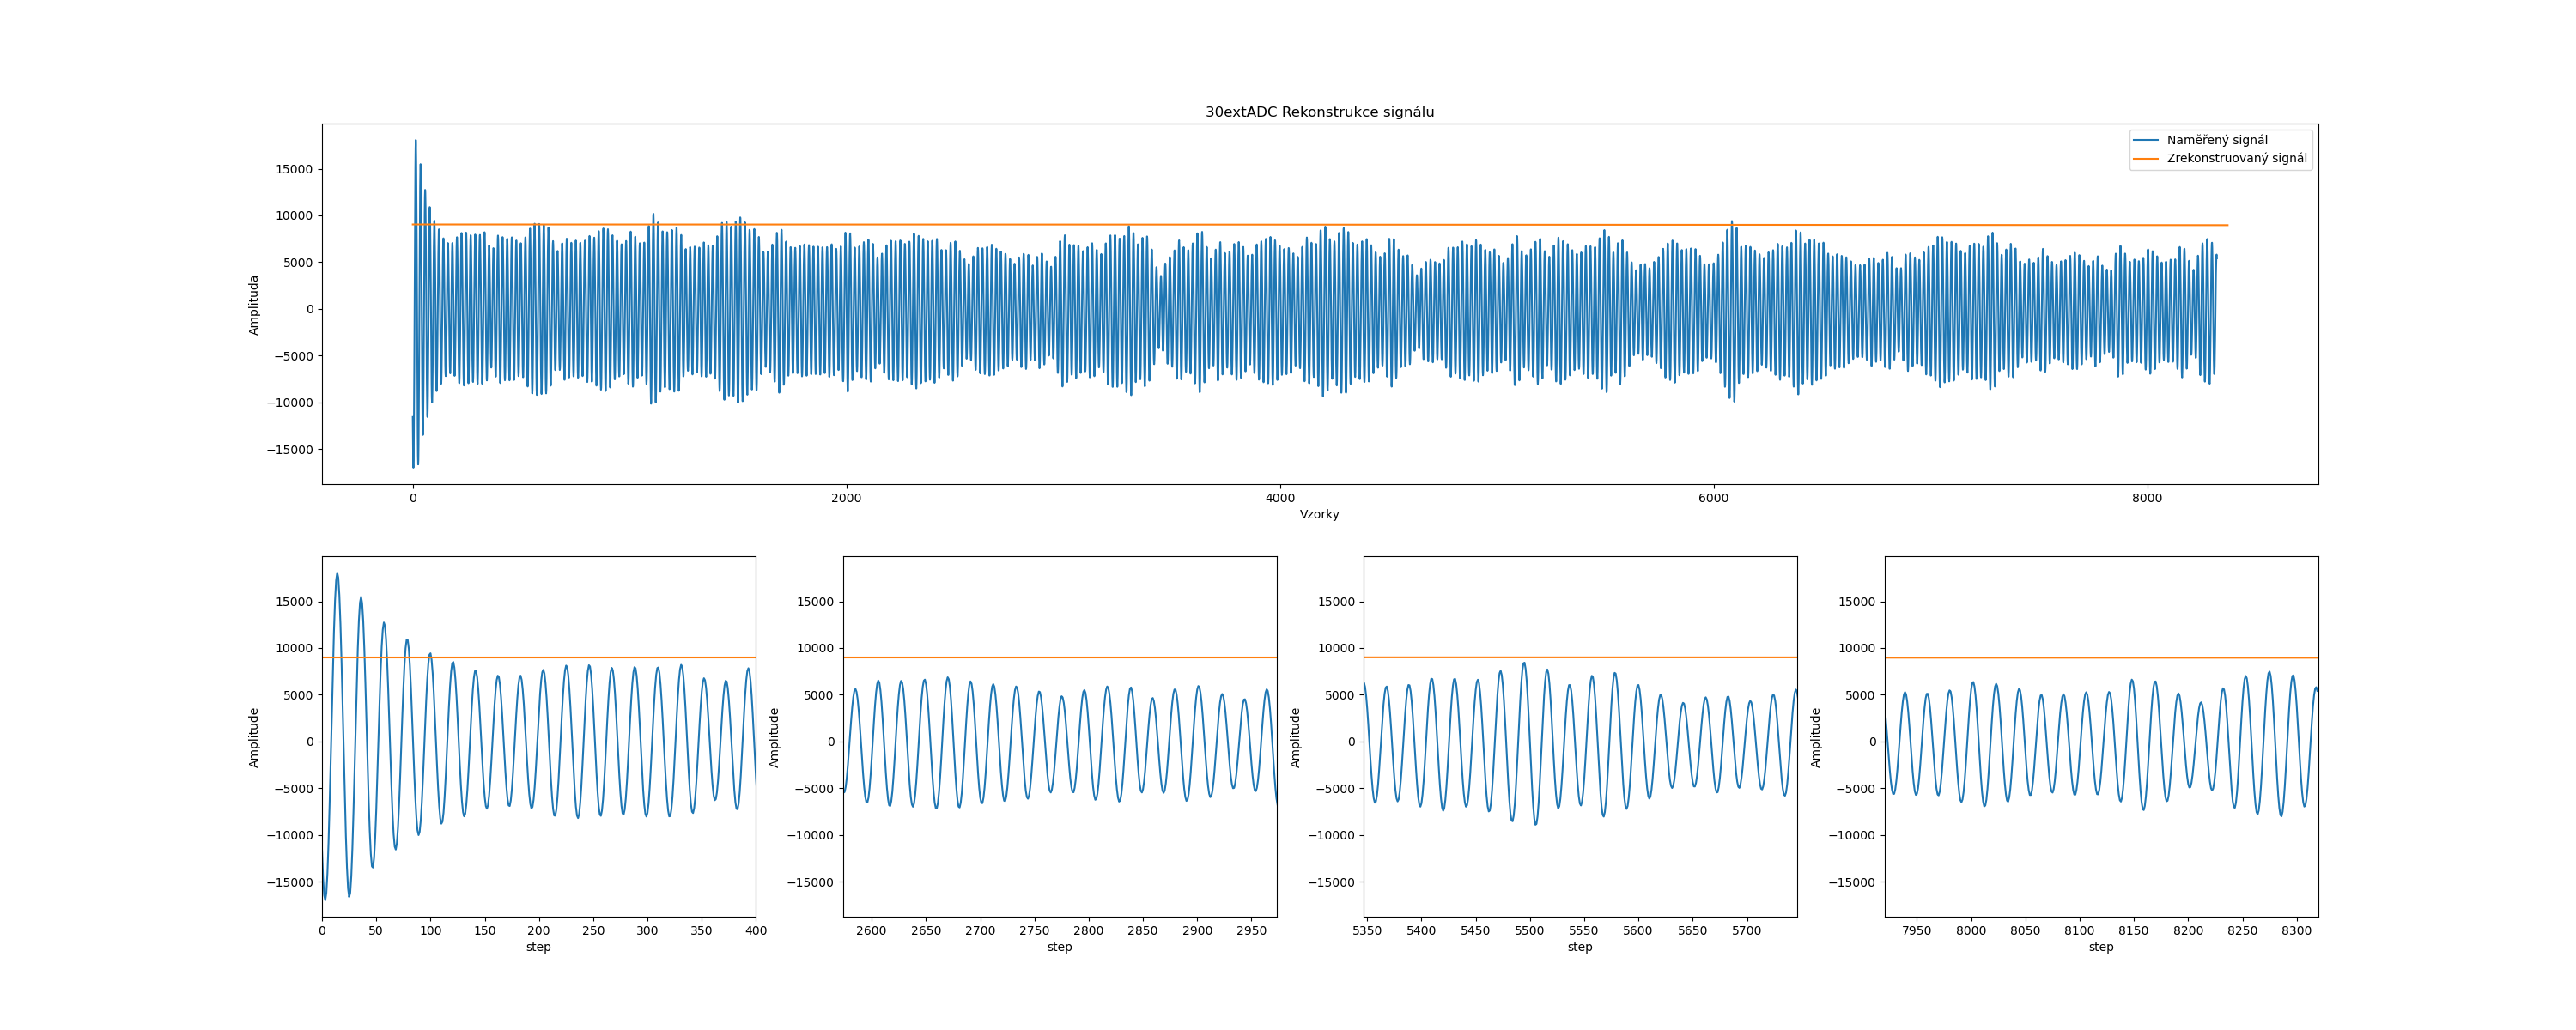 30extADC Rekonstrukce signálu
Naměřený signál
Zrekonstruovaný signál
Amplituda
15000
10000
5000
0
−5000
−10000
−15000
0 2000 4000 6000 8000
Vzorky
Amplitude
15000
10000
5000
0
−5000
−10000
−15000
0 50 100 150 200 250 300 350 400
step
Amplitude
15000
10000
5000
0
−5000
−10000
−15000
2600 2650 2700 2750 2800 2850 2900 2950
step
Amplitude
15000
10000
5000
0
−5000
−10000
−15000
5350 5400 5450 5500 5550 5600 5650 5700
step
Amplitude
15000
10000
5000
0
−5000
−10000
−15000
7950 8000 8050 8100 8150 8200 8250 8300
step